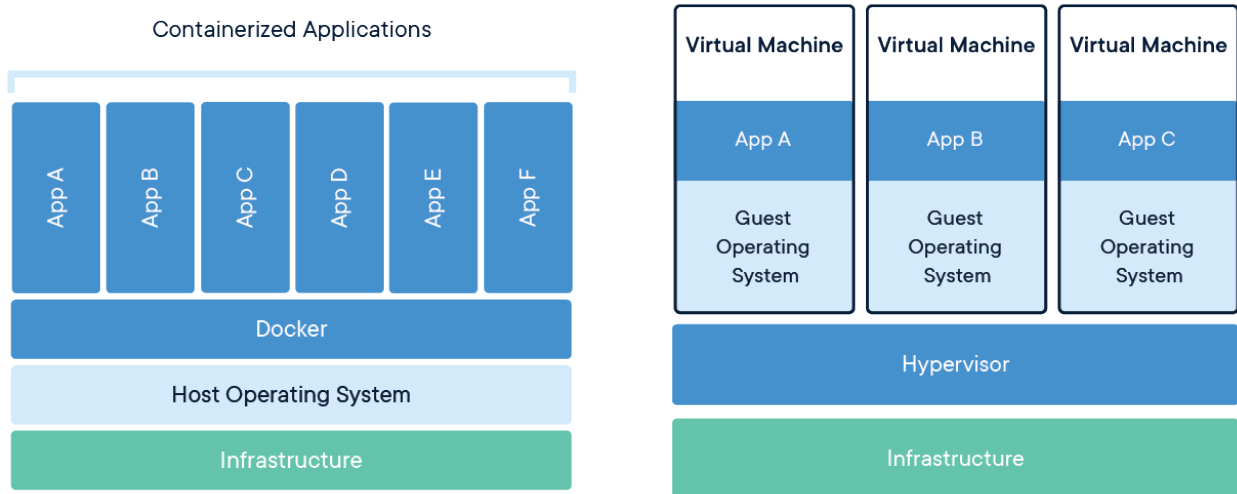 Containerized Applications
App A
App B
App C
App D
App E
App F
Docker
Host Operating System
Infrastructure
Virtual Machine
App A
Guest
Operating
System
Virtual Machine
App B
Guest
Operating
System
Virtual Machine
App C
Guest
Operating
System
Hypervisor
Infrastructure